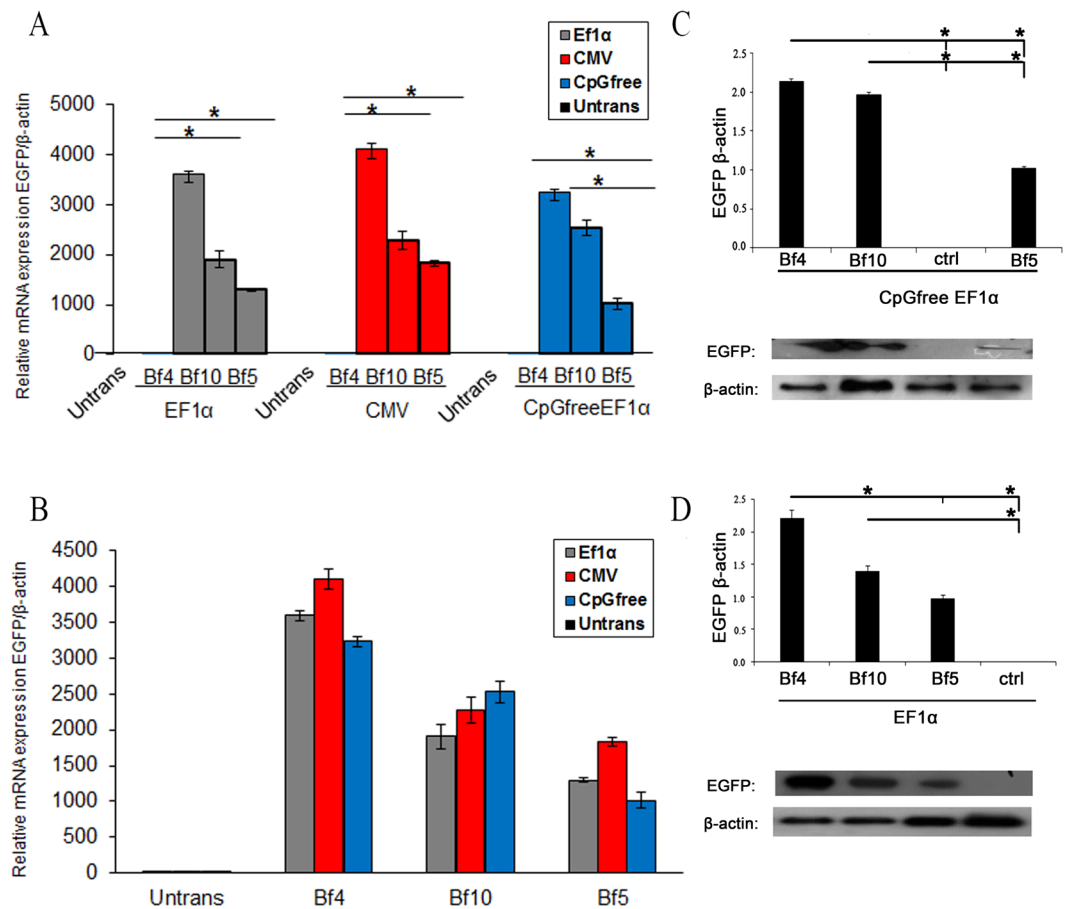 A
Ef1α
CMV
CpGfree
Untrans
Relative mRNA expression EGFP/β-actin
5000
4000
3000
2000
1000
0
* * * * * *
Untrans Bf4 Bf10 Bf5 Untrans Bf4 Bf10 Bf5 Untrans Bf4 Bf10 Bf5
EF1α CMV CpGfreeEF1α
B
Ef1α
CMV
CpGfree
Untrans
Relative mRNA expression EGFP/β-actin
4500
4000
3500
3000
2500
2000
1500
1000
500
0
Untrans Bf4 Bf10 Bf5
C
* *
* *
EGFP β-actin
2.5
2.0
1.0
1.5
0.5
0.0
Bf4 Bf10 ctrl Bf5
CpGfree EF1α
EGFP:
β-actin:
D
* *
*
EGFP β-actin
2.5
2.0
1.0
1.5
0.5
0.0
Bf4 Bf10 Bf5 ctrl
EF1α
EGFP:
β-actin: